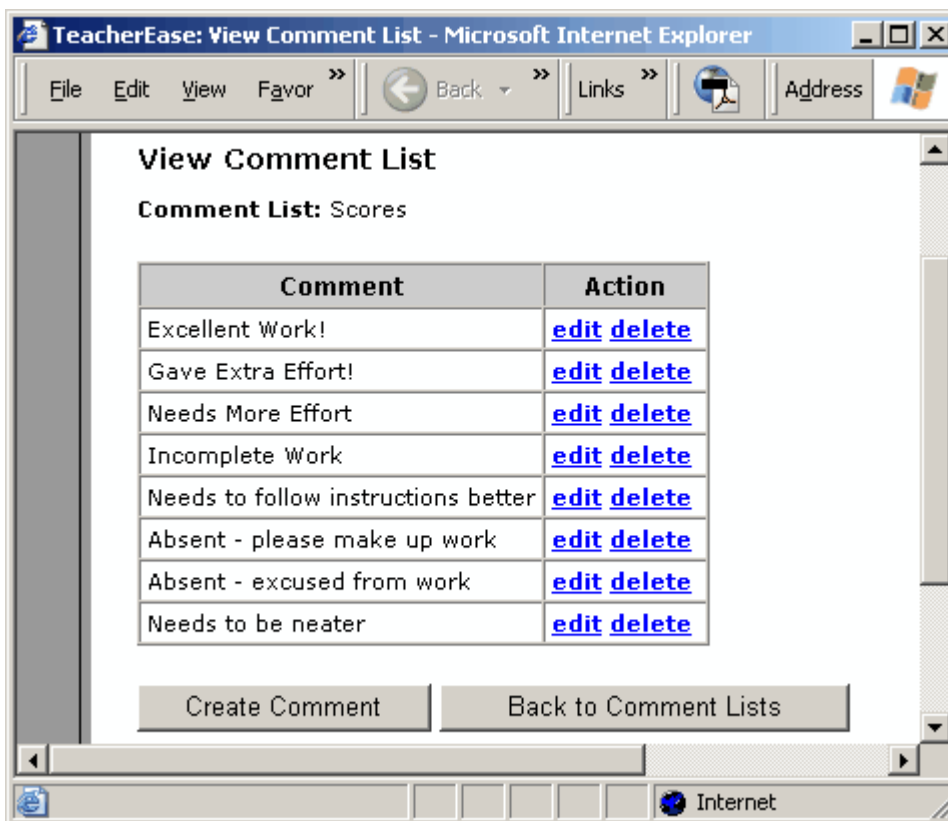 TeacherEase: View Comment List - Microsoft Internet Explorer
File Edit View Favor » Back » Links » Address
View Comment List
Comment List: Scores
Comment Action
Excellent Work! edit delete
Gave Extra Effort! edit delete
Needs More Effort edit delete
Incomplete Work edit delete
Needs to follow instructions better edit delete
Absent - please make up work edit delete
Absent - excused from work edit delete
Needs to be neater edit delete
Create Comment Back to Comment Lists
Internet